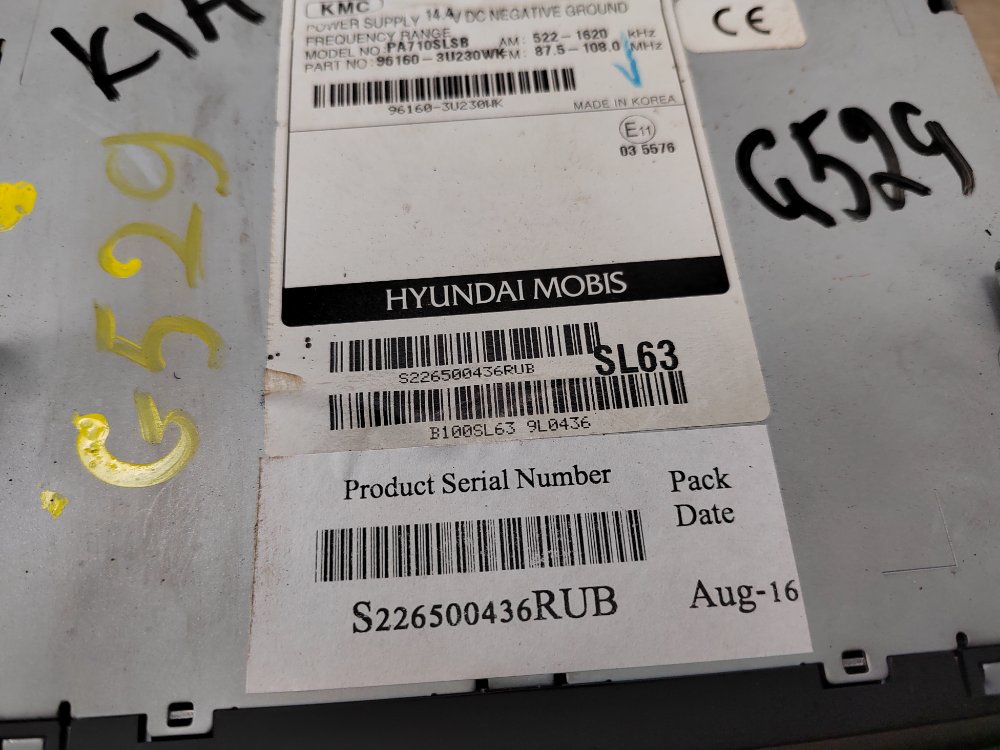 KIA
KMC
POWER SUPPLY 14.4V DC NEGATIVE GROUND
FREQUENCY RANGE AM: 522-1620 kHz
MODEL NO: PA710SLSB FM: 87.5-108.0 MHz
PART NO: 96160-3U230WK
96160-3U230WK
MADE IN KOREA
CE
E11
03 5576
G529
G529
HYUNDAI MOBIS
S226500436RUB
SL63
B100SL63 9L0436
Product Serial Number
Pack
Date
S226500436RUB
Aug-16